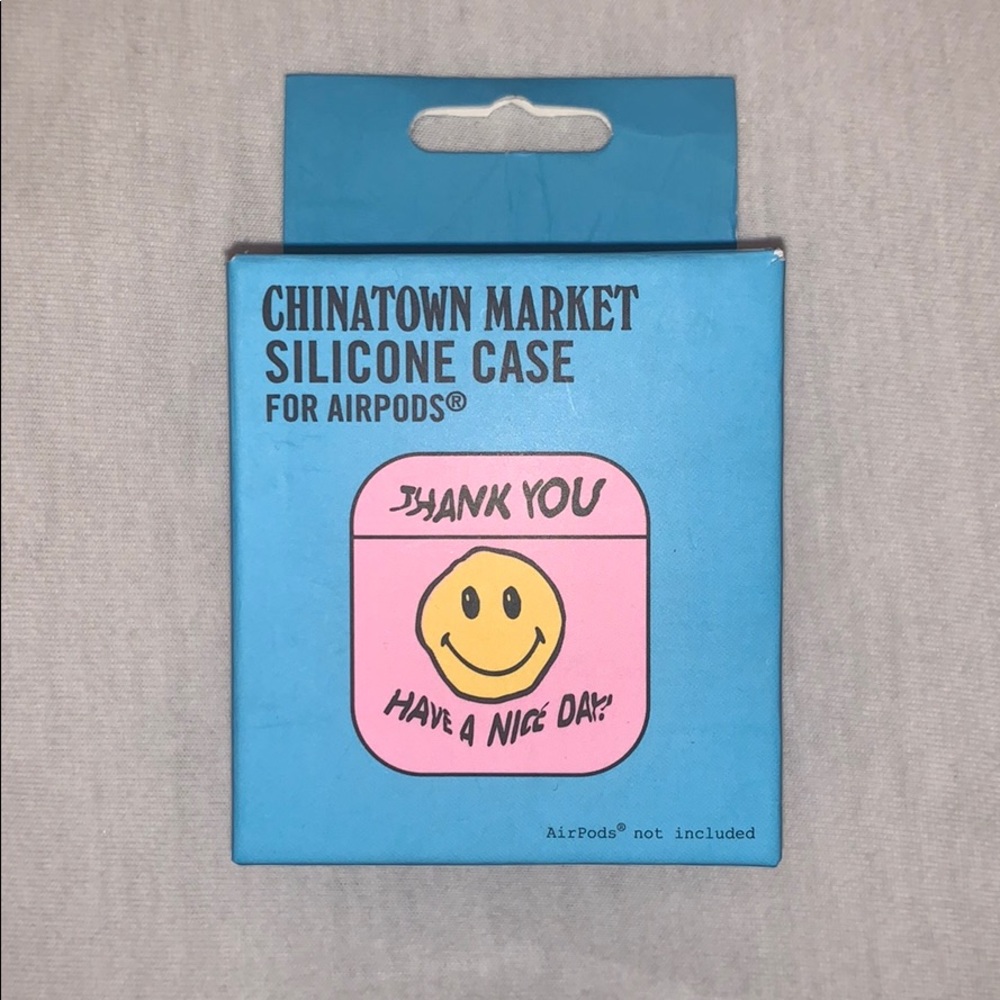 CHINATOWN MARKET
SILICONE CASE
FOR AIRPODS®
THANK YOU
HAVE A NICE DAY!
AirPods® not included